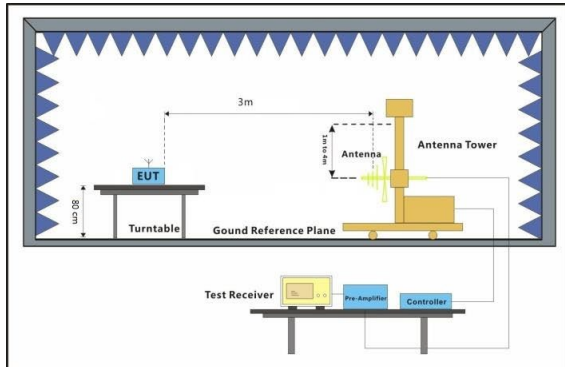 3m
1m to 4m
Antenna
Antenna Tower
EUT
80 cm
Turntable
Gound Reference Plane
Test Receiver
Pre-Amplifier
Controller